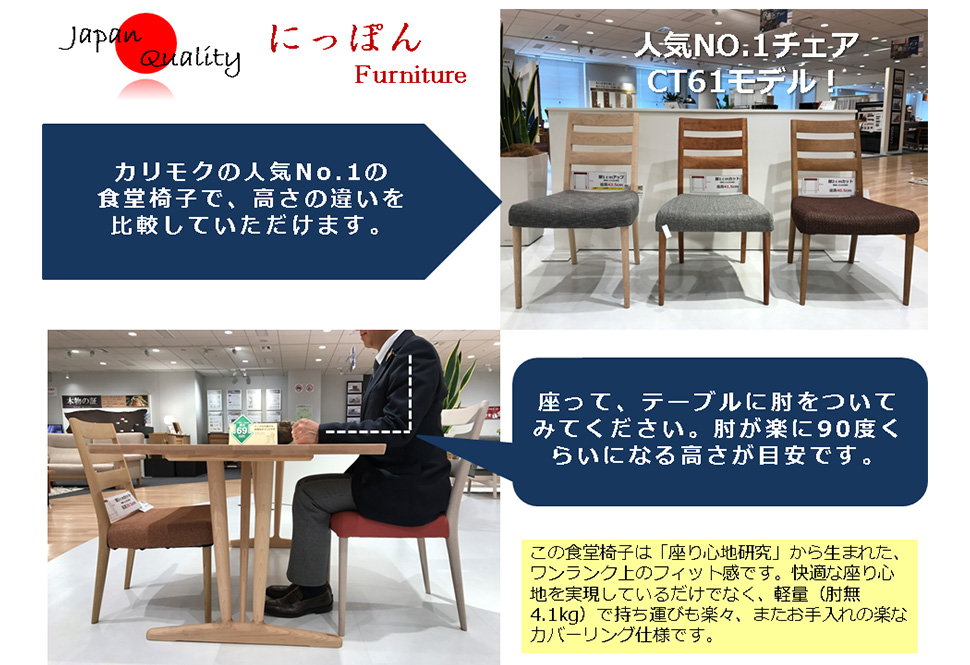 Japan
Quality
にっぽん
Furniture
人気NO.1チェア
CT61モデル！
カリモクの人気No.1の
食堂椅子で、高さの違いを
比較していただけます。
本物の証
69
座って、テーブルに肘をついて
みてください。肘が楽に90度く
らいになる高さが目安です。
この食堂椅子は「座り心地研究」から生まれた、
ワンランク上のフィット感です。快適な座り心
地を実現しているだけでなく、軽量（肘無
4.1kg）で持ち運びも楽々、またお手入れの楽な
カバーリング仕様です。